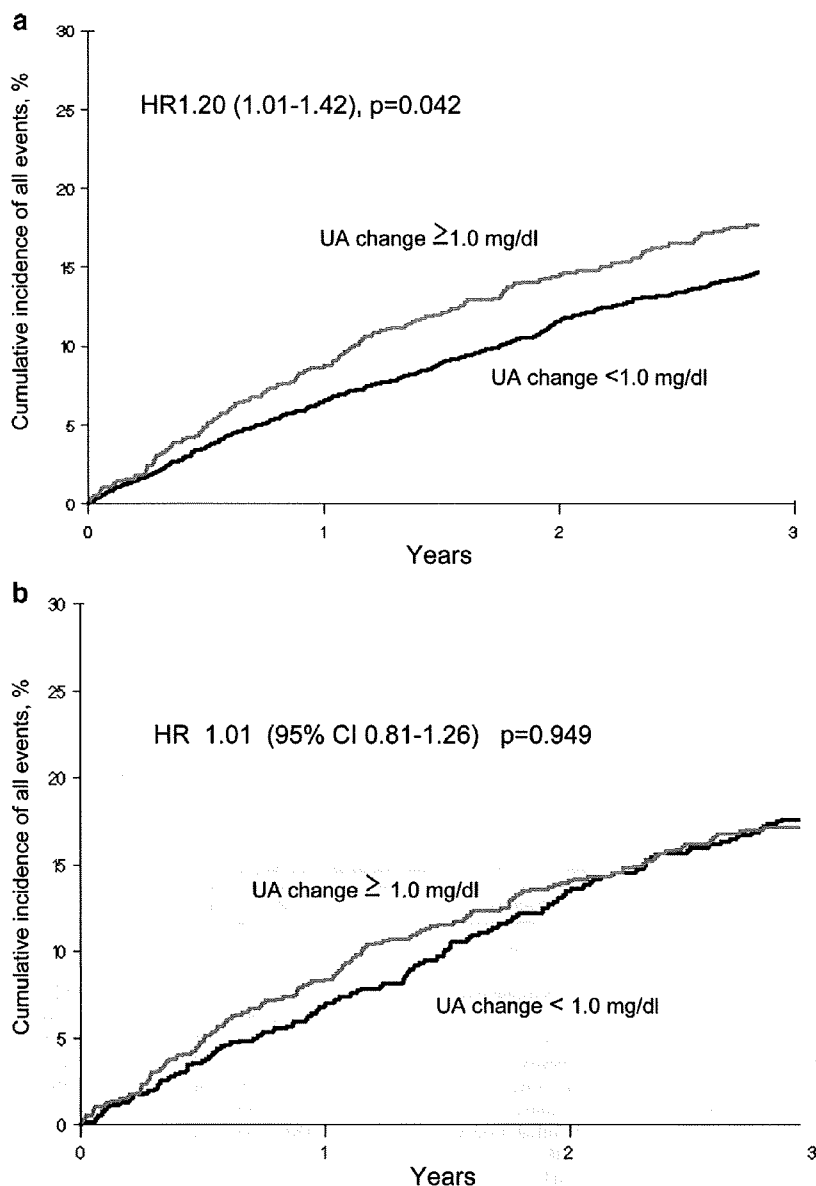 a
Cumulative incidence of all events, %
30
25
20
15
10
5
0
HR1.20 (1.01-1.42), p=0.042
UA change ≥1.0 mg/dl
UA change <1.0 mg/dl
0 1 2 3
Years
b
Cumulative incidence of all events, %
30
25
20
15
10
5
0
HR 1.01 (95% CI 0.81-1.26) p=0.949
UA change ≥ 1.0 mg/dl
UA change < 1.0 mg/dl
0 1 2 3
Years